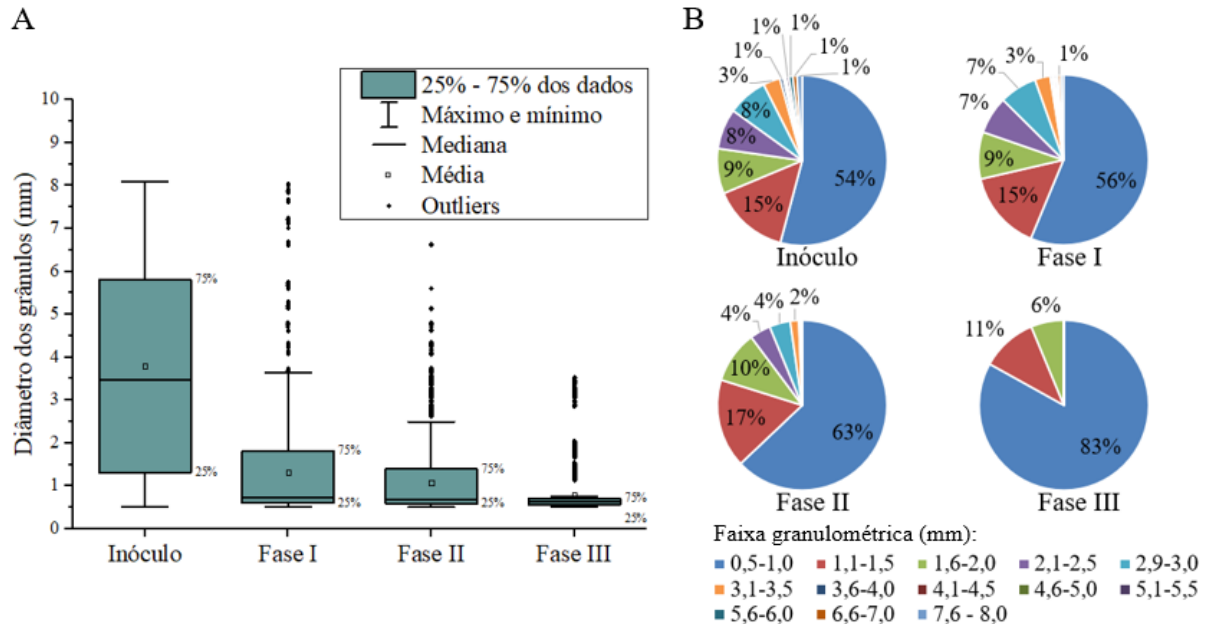 A
Diâmetro dos grânulos (mm)
10
9
8
7
6
5
4
3
2
1
0
25% - 75% dos dados
Máximo e mínimo
Mediana
Média
Outliers
75%
25%
75%
25%
75%
25%
75%
25%
Inóculo
Fase I
Fase II
Fase III
B
1%
1%
1%
1%
1%
3%
8%
8%
9%
15%
54%
Inóculo
1%
3%
7%
7%
9%
15%
56%
Fase I
2%
4%
4%
10%
17%
63%
Fase II
6%
11%
83%
Fase III
Faixa granulométrica (mm):
0,5-1,0 1,1-1,5 1,6-2,0 2,1-2,5 2,9-3,0
3,1-3,5 3,6-4,0 4,1-4,5 4,6-5,0 5,1-5,5
5,6-6,0 6,6-7,0 7,6 - 8,0